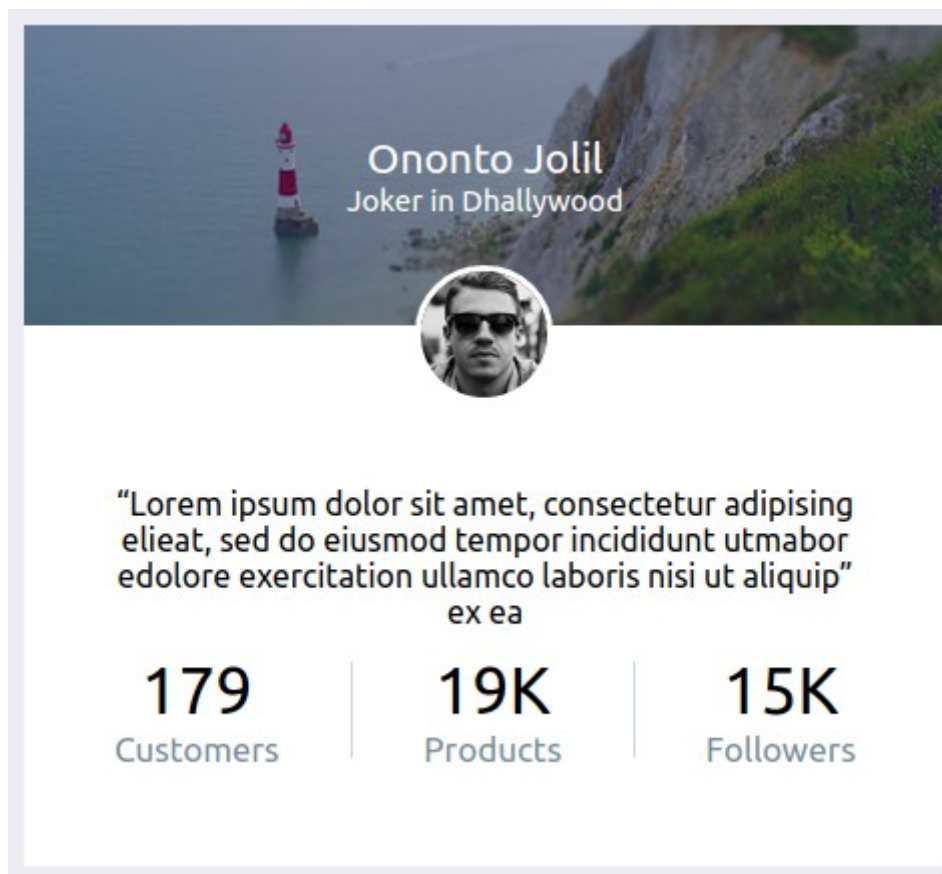 Ononto Jolil
Joker in Dhallywood
“Lorem ipsum dolor sit amet, consectetur adipising
elieat, sed do eiusmod tempor incididunt utmabor
edolore exercitation ullamco laboris nisi ut aliquip”
ex ea
179 19K 15K
Customers Products Followers